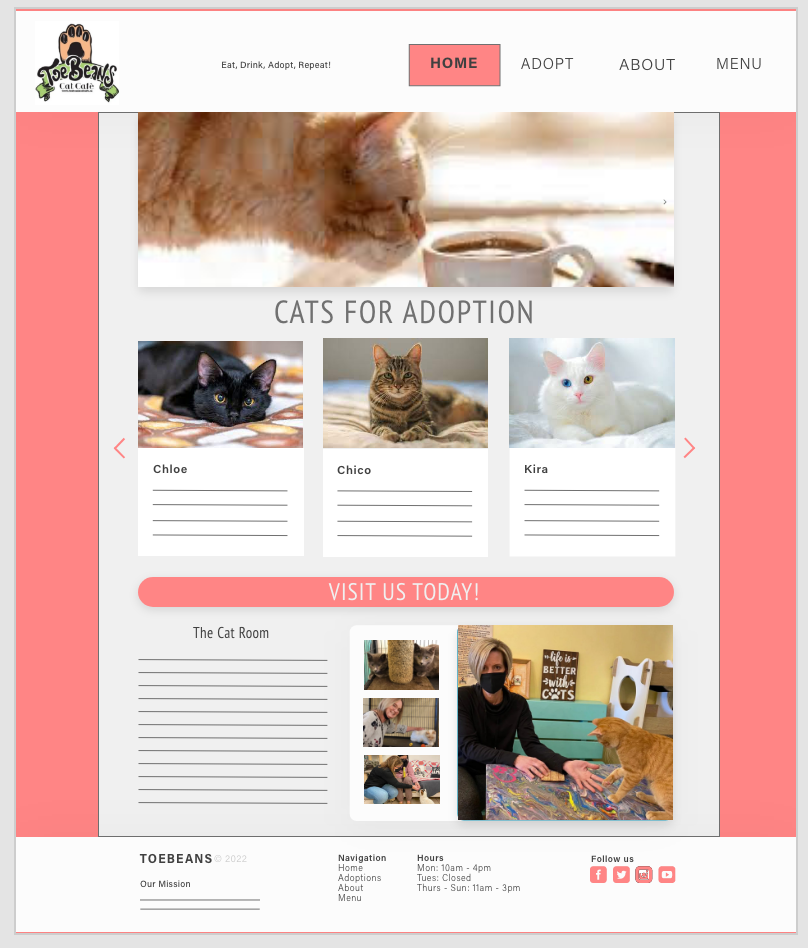 ToeBeans
Cat Café
Eat, Drink, Adopt, Repeat!
HOME
ADOPT
ABOUT
MENU
CATS FOR ADOPTION
Chloe
Chico
Kira
VISIT US TODAY!
The Cat Room
life is
BETTER
with
CATS
TOEBEANS © 2022
Our Mission
Navigation
Home
Adoptions
About
Menu
Hours
Mon: 10am - 4pm
Tues: Closed
Thurs - Sun: 11am - 3pm
Follow us